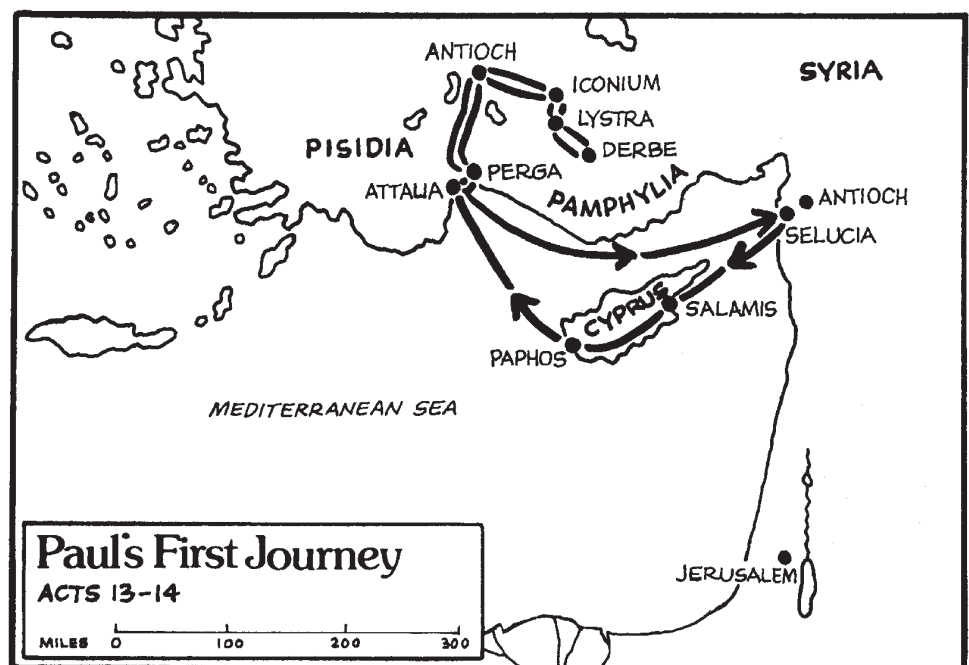 ANTIOCH
SYRIA
ICONIUM
LYSTRA
PISIDIA
DERBE
PERGA
ATTALIA
PAMPHYLIA
ANTIOCH
SELUCIA
CYPRUS
SALAMIS
PAPHOS
MEDITERRANEAN SEA
Paul's First Journey
ACTS 13-14
JERUSALEM
MILES 0 100 200 300